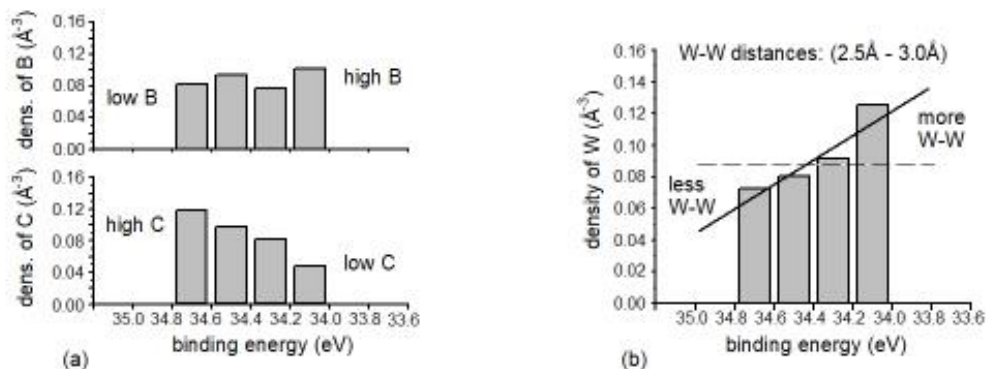 0.16
0.12
0.08
0.04
0.00
dens. of B (Å⁻³)
low B
high B
0.16
0.12
0.08
0.04
0.00
dens. of C (Å⁻³)
high C
low C
35.0 34.8 34.6 34.4 34.2 34.0 33.8 33.6
binding energy (eV)
(a)
0.16
0.14
0.12
0.10
0.08
0.06
0.04
0.02
0.00
density of W (Å⁻³)
W-W distances: (2.5Å - 3.0Å)
more
W-W
less
W-W
35.0 34.8 34.6 34.4 34.2 34.0 33.8 33.6
binding energy (eV)
(b)